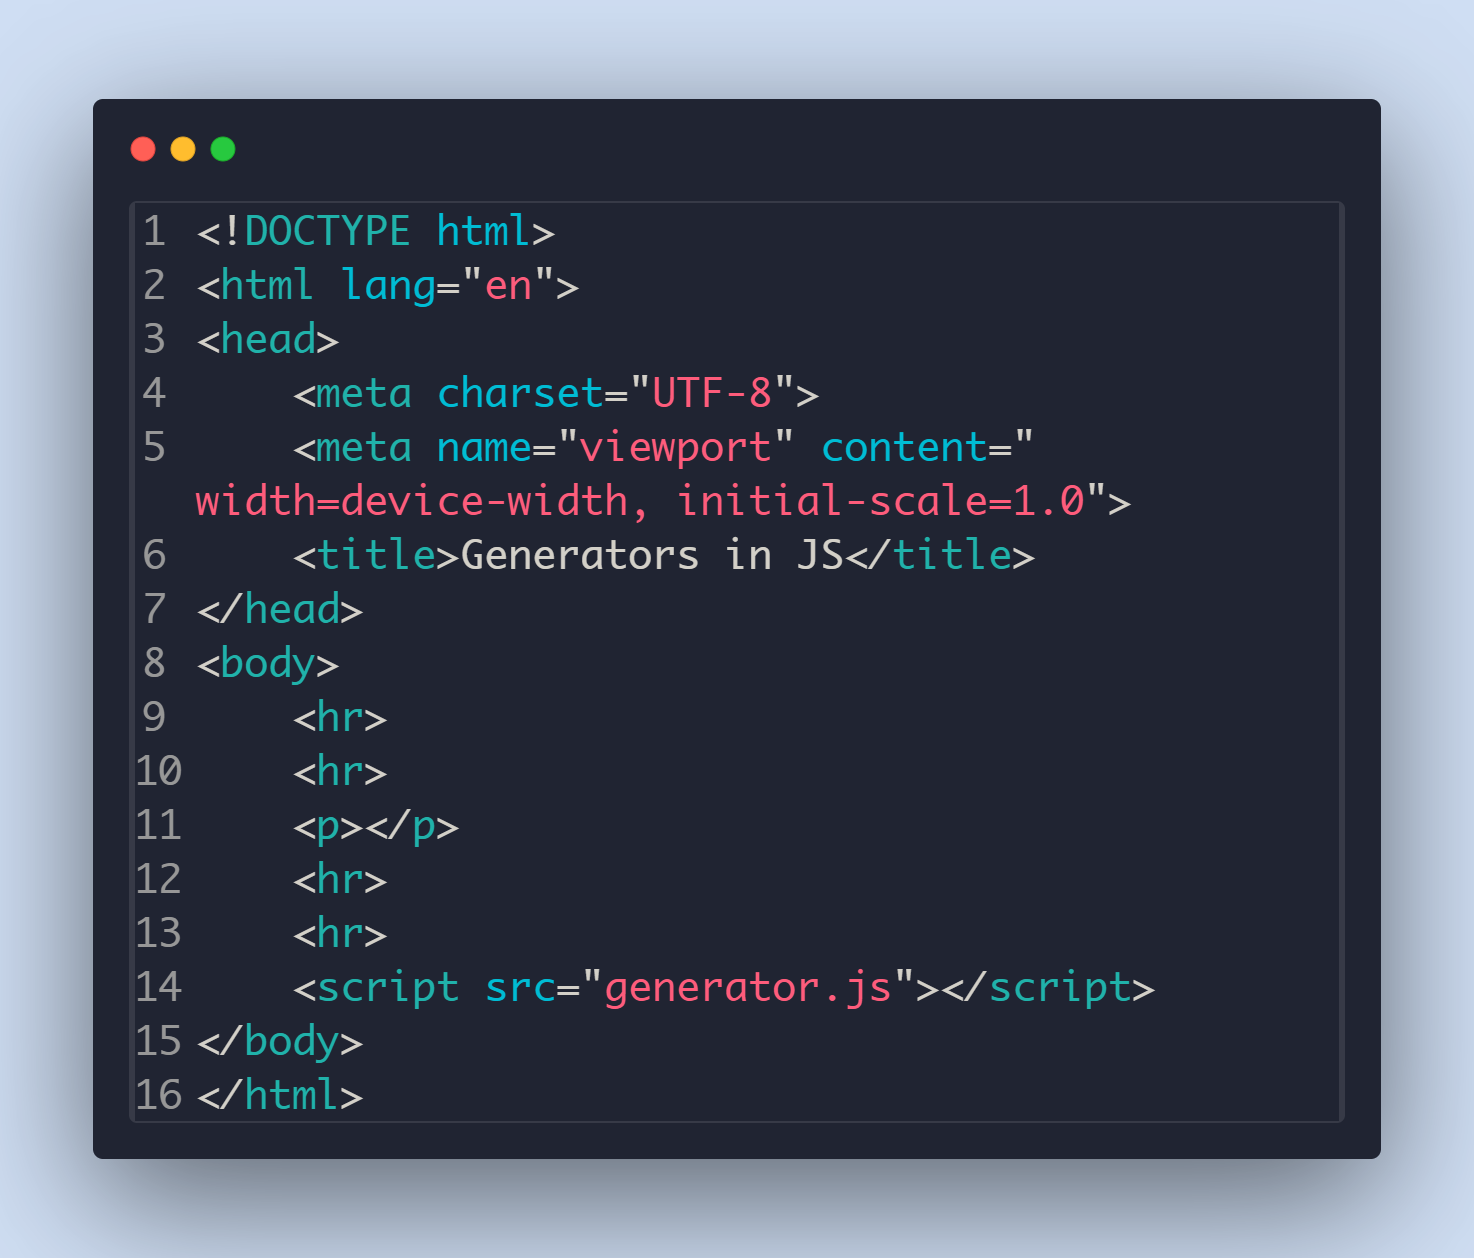 1 <!DOCTYPE html>
2 <html lang="en">
3 <head>
4     <meta charset="UTF-8">
5     <meta name="viewport" content="
width=device-width, initial-scale=1.0">
6     <title>Generators in JS</title>
7 </head>
8 <body>
9     <hr>
10     <hr>
11     <p></p>
12     <hr>
13     <hr>
14     <script src="generator.js"></script>
15 </body>
16 </html>